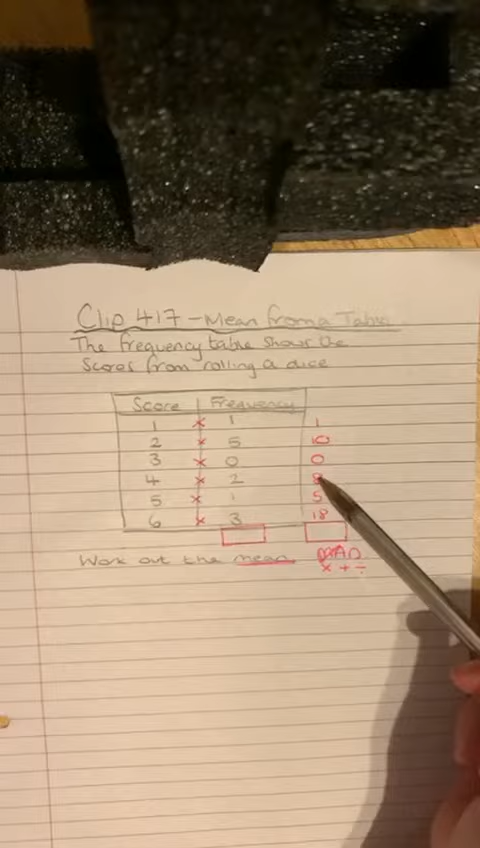 Clip 417 - Mean from a Table
The frequency table shows the
Scores from rolling a dice
Score Frequency
1 × 1 1
2 × 5 10
3 × 0 0
4 × 2 8
5 × 1 5
6 × 3 18
Work out the mean MAD
× + ÷